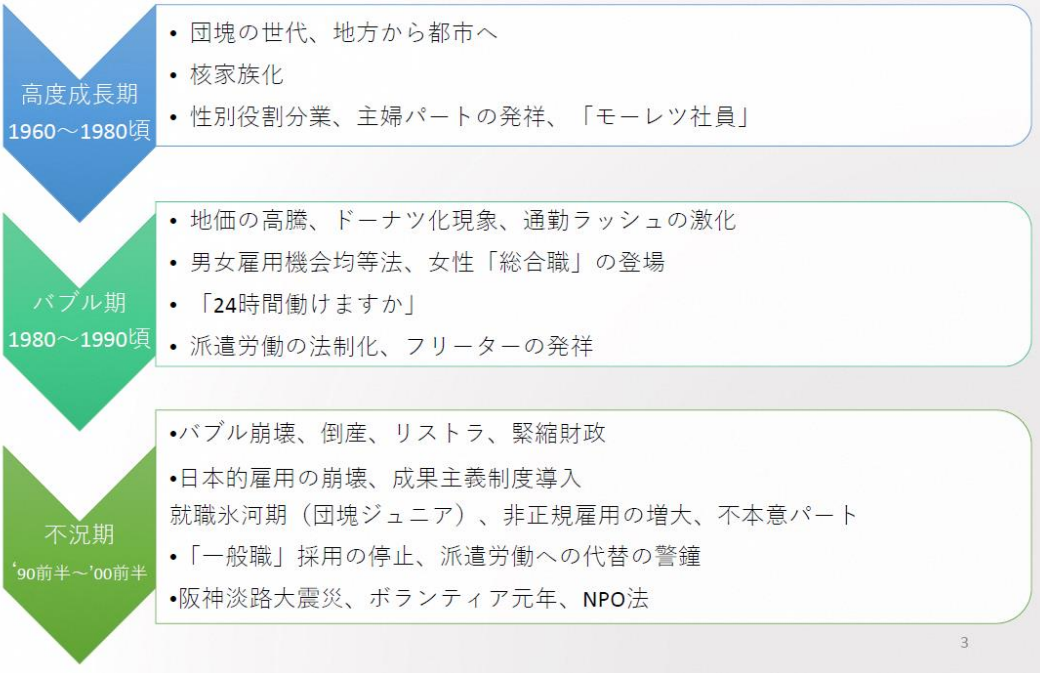 高度成長期
1960～1980頃
• 団塊の世代、地方から都市へ
• 核家族化
• 性別役割分業、主婦パートの発祥、「モーレツ社員」
バブル期
1980～1990頃
• 地価の高騰、ドーナツ化現象、通勤ラッシュの激化
• 男女雇用機会均等法、女性「総合職」の登場
• 「24時間働けますか」
• 派遣労働の法制化、フリーターの発祥
不況期
‘90前半～’00前半
•バブル崩壊、倒産、リストラ、緊縮財政
•日本的雇用の崩壊、成果主義制度導入
就職氷河期（団塊ジュニア）、非正規雇用の増大、不本意パート
•「一般職」採用の停止、派遣労働への代替の警鐘
•阪神淡路大震災、ボランティア元年、NPO法
3